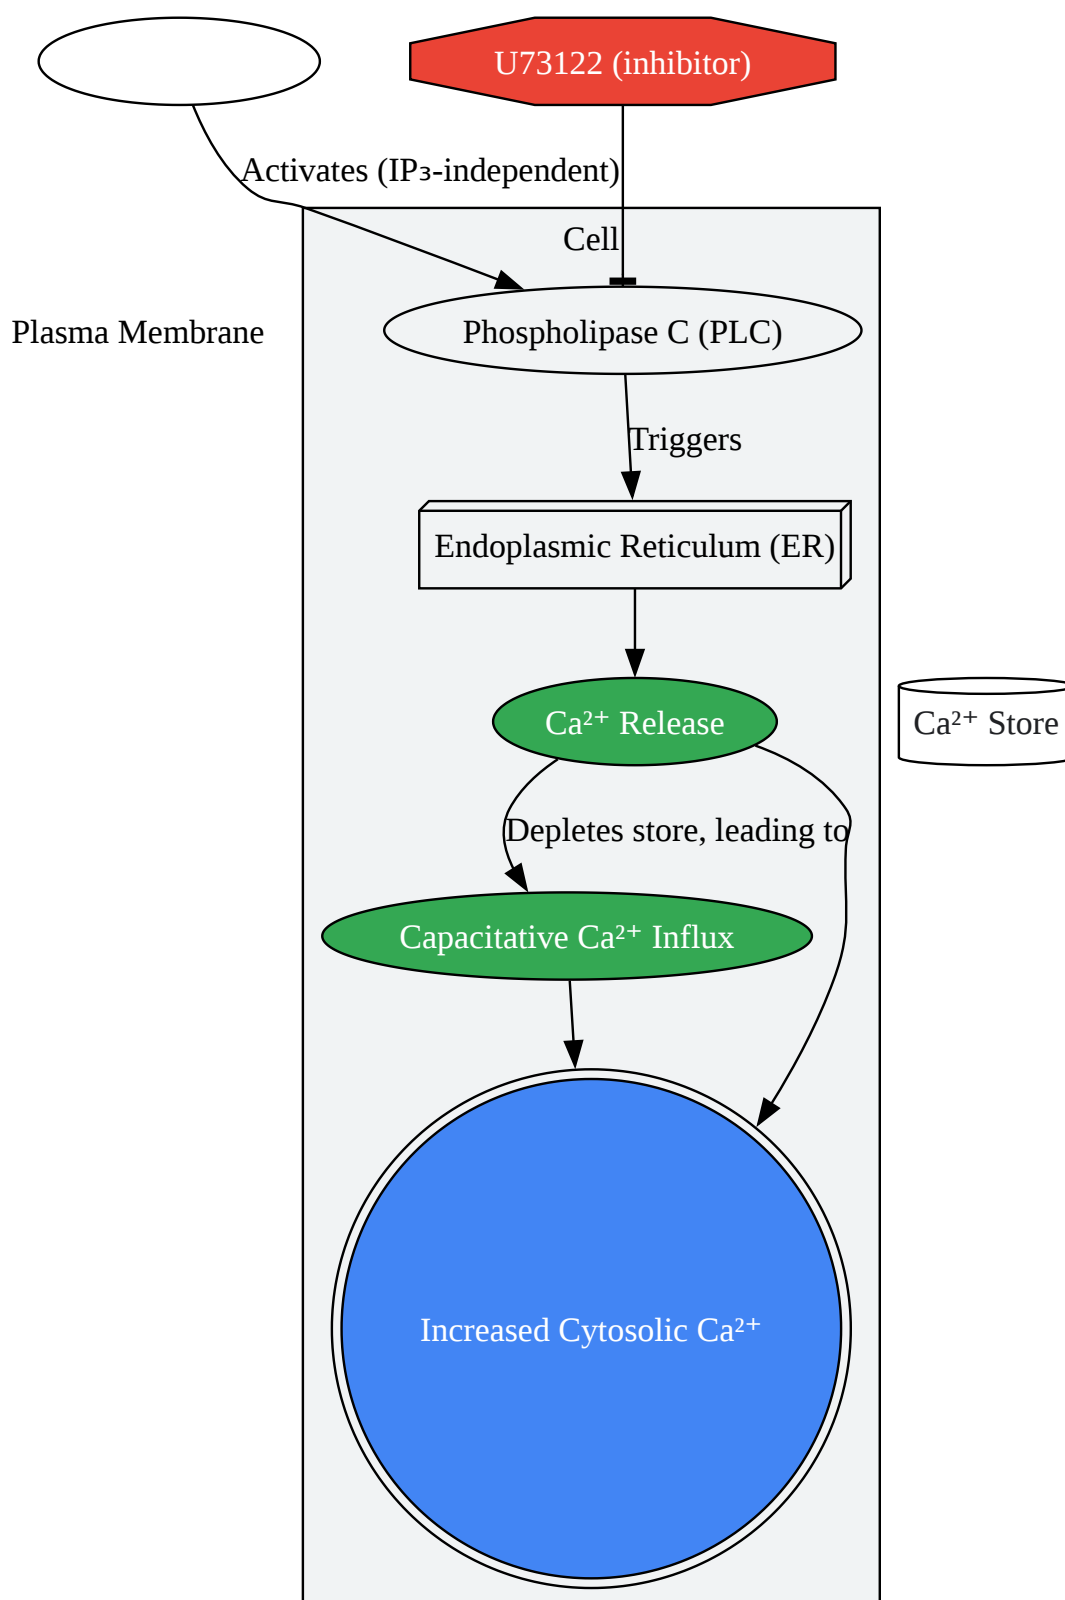 U73122 (inhibitor)
Activates (IP₃-independent)
Cell
Plasma Membrane
Phospholipase C (PLC)
Triggers
Endoplasmic Reticulum (ER)
Ca²⁺ Release
Ca²⁺ Store
Depletes store, leading to
Capacitative Ca²⁺ Influx
Increased Cytosolic Ca²⁺